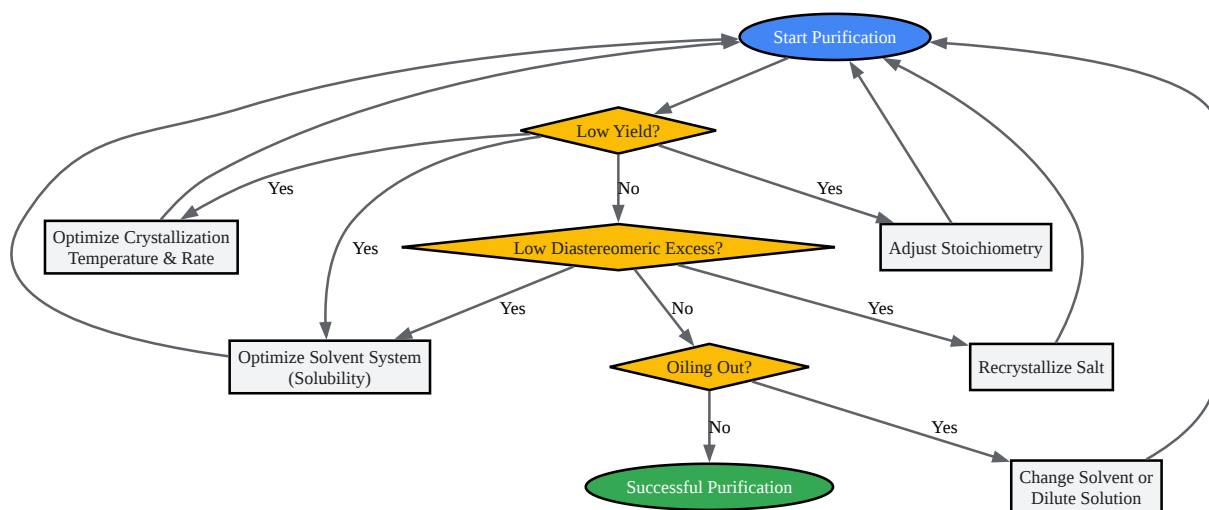 Start Purification
Low Yield?
Yes
No
Yes
Optimize Crystallization
Temperature & Rate
Yes
Low Diastereomeric Excess?
Adjust Stoichiometry
Yes
No
Yes
Optimize Solvent System
(Solubility)
Oiling Out?
Recrystallize Salt
No
Yes
Successful Purification
Change Solvent or
Dilute Solution